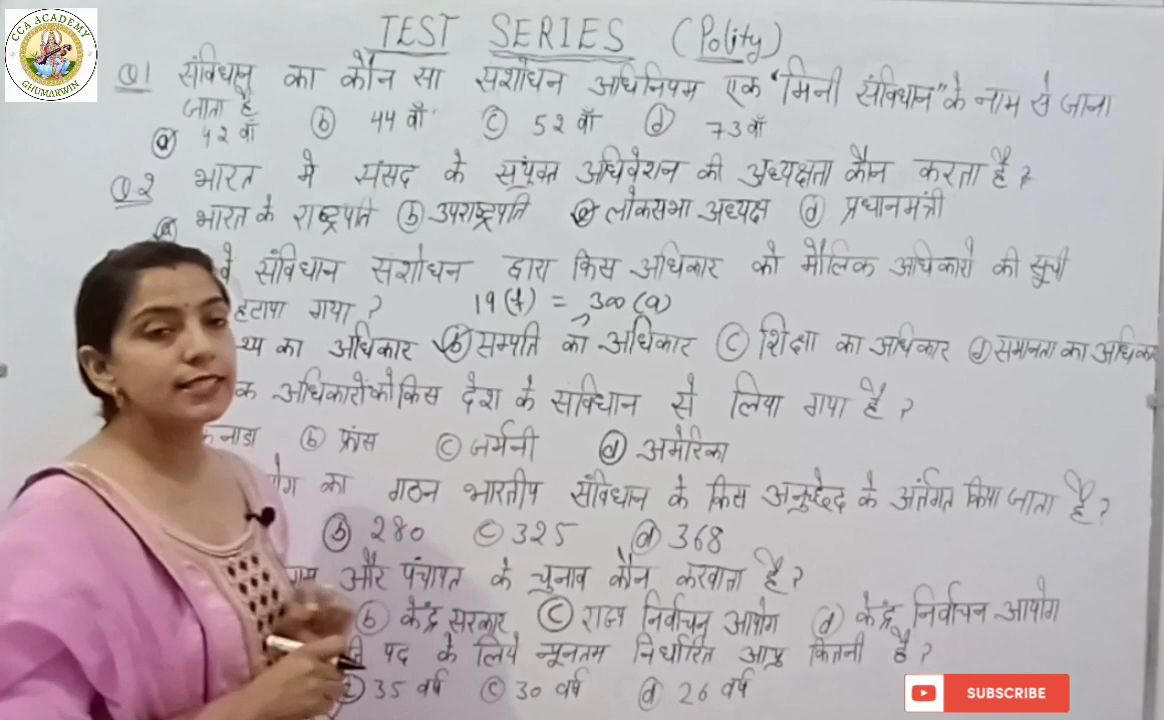 CCA ACADEMY
GHUMARWIN
TEST SERIES (Polity)
Q1 संविधान का कौन सा संशोधन अधिनियम एक "मिनी संविधान" के नाम से जाना
जाता है
a 42 वाँ b 44 वाँ c 52 वाँ d 73 वाँ
Q2 भारत मे संसद के संयुक्त अधिवेशन की अध्यक्षता कौन करता है?
a भारत के राष्ट्रपति b उपराष्ट्रपति c लोकसभा अध्यक्ष d प्रधानमंत्री
वे संविधान सशोधन द्वारा किस अधिकार को मौलिक अधिकारो की सूची
हटाया गया? 19(f) = 300(a)
का अधिकार b सम्पति का अधिकार c शिक्षा का अधिकार d समानता का अधिकार
क अधिकारों को किस देश के संविधान से लिया गया है?
नाडा b फ्रांस c जर्मनी d अमेरिका
योग का गठन भारतीय संविधान के किस अनुच्छेद के अंर्तगत किया जाता है?
b 280 c 325 d 368
और पंचायत के चुनाव कौन करवाता है?
b केंद्र सरकार c राज्य निर्वाचन आयोग d केंद्र निर्वाचन आयोग
पद के लिये न्यूनतम निर्धारित आयु कितनी है?
b 35 वर्ष c 30 वर्ष d 26 वर्ष
SUBSCRIBE